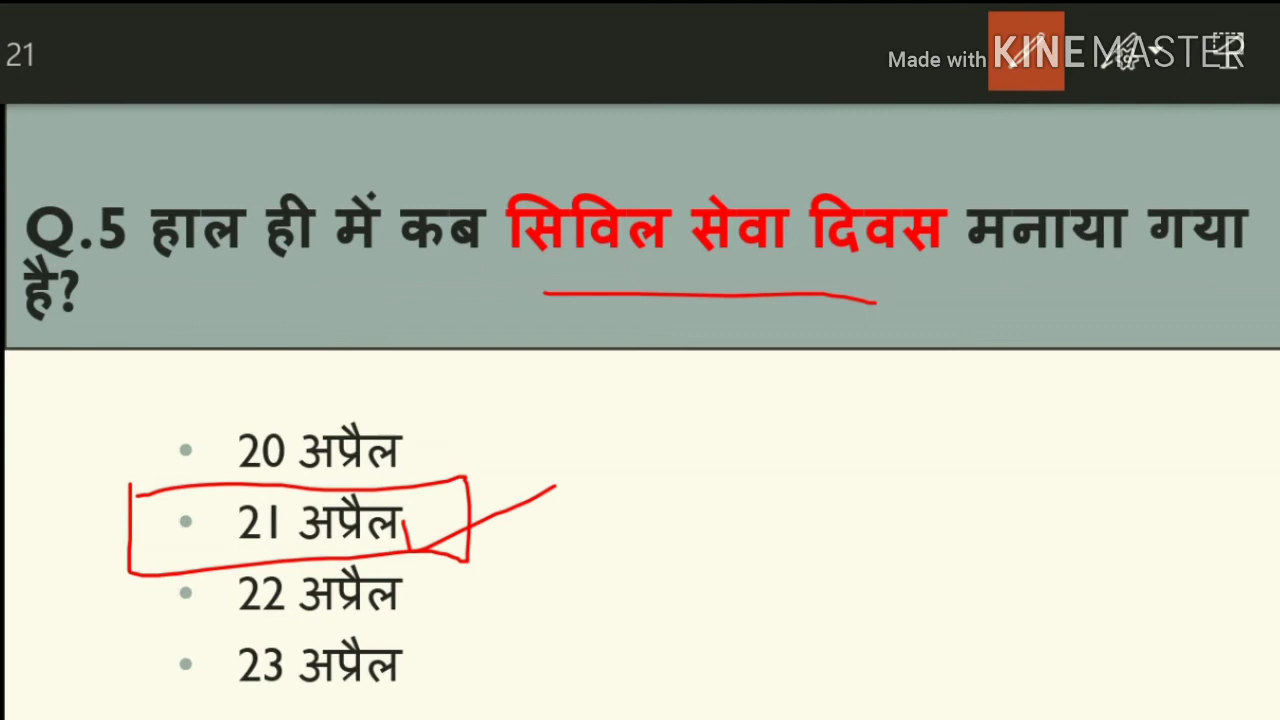 21
Made with KINEMASTER
Q.5 हाल ही में कब सिविल सेवा दिवस मनाया गया
है?
• 20 अप्रैल
• 21 अप्रैल
• 22 अप्रैल
• 23 अप्रैल